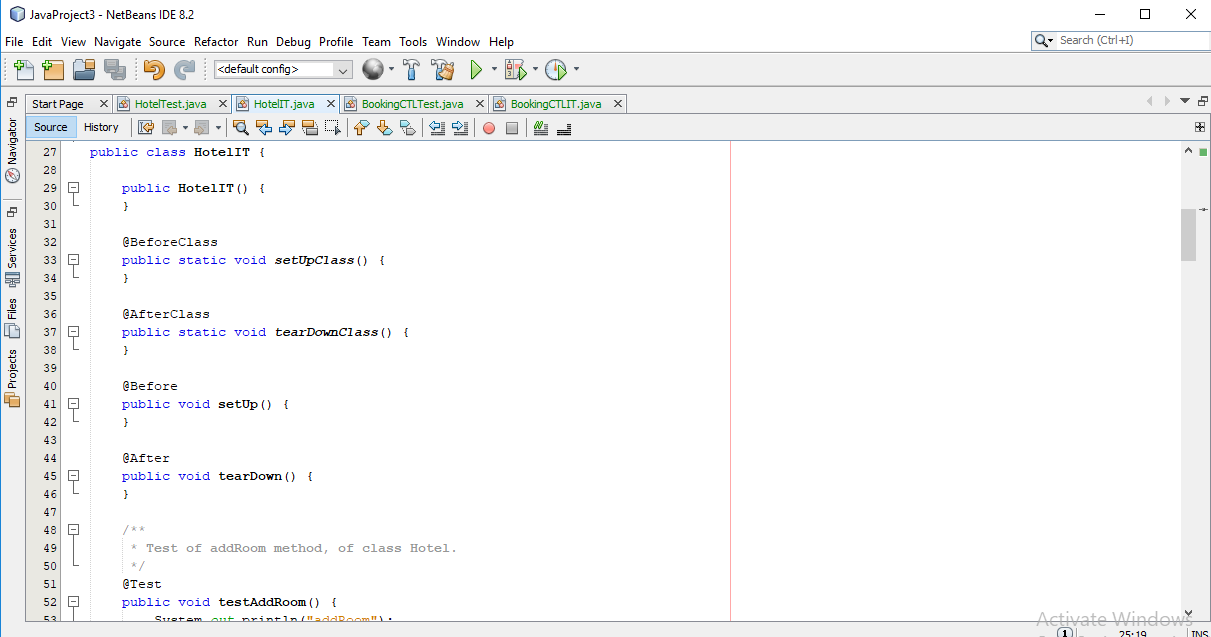 JavaProject3 - NetBeans IDE 8.2
File Edit View Navigate Source Refactor Run Debug Profile Team Tools Window Help
Search (Ctrl+I)
<default config>
Start Page HotelTest.java HotelIT.java BookingCTLTest.java BookingCTLIT.java
Source History
Navigator
Services
Files
Projects
27 public class HotelIT {
28
29 public HotelIT() {
30 }
31
32 @BeforeClass
33 public static void setUpClass() {
34 }
35
36 @AfterClass
37 public static void tearDownClass() {
38 }
39
40 @Before
41 public void setUp() {
42 }
43
44 @After
45 public void tearDown() {
46 }
47
48 /**
49 * Test of addRoom method, of class Hotel.
50 */
51 @Test
52 public void testAddRoom() {
53 System.out.println("addRoom");
Activate Windows
1 25:19 INS